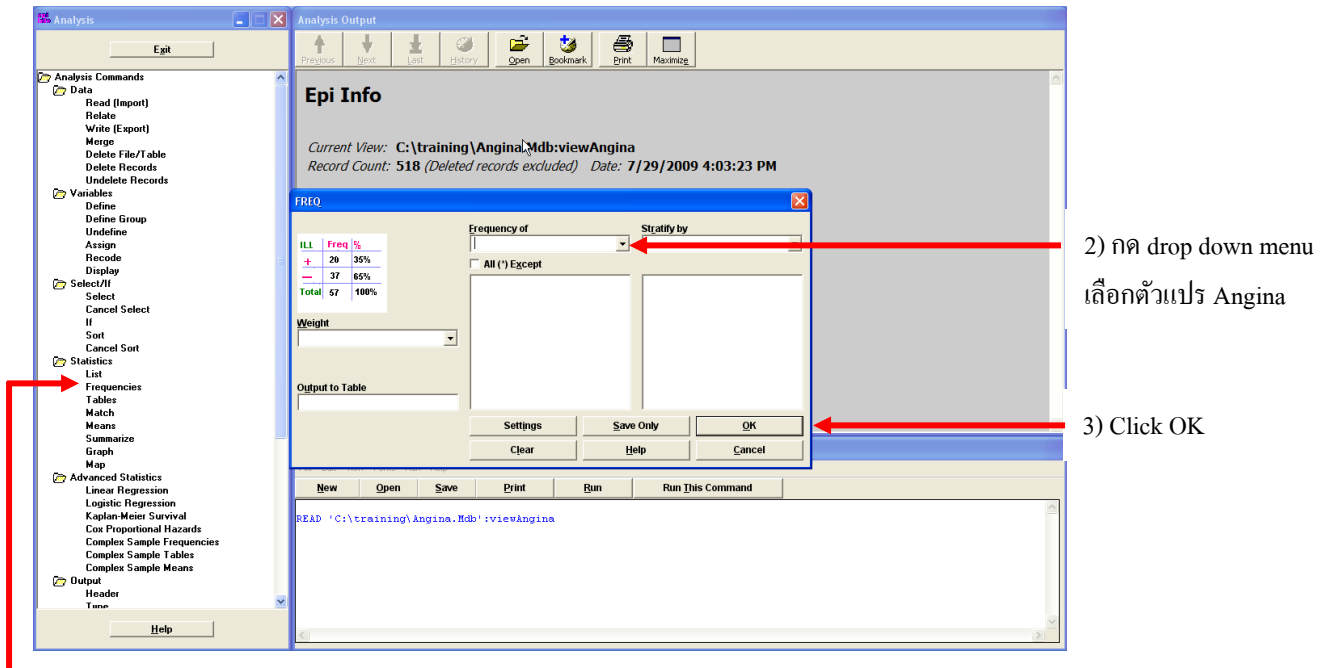 Analysis
Exit
Analysis Commands
Data
Read (Import)
Relate
Write (Export)
Merge
Delete File/Table
Delete Records
Undelete Records
Variables
Define
Define Group
Undefine
Assign
Recode
Display
Select/If
Select
Cancel Select
If
Sort
Cancel Sort
Statistics
List
Frequencies
Tables
Match
Means
Summarize
Graph
Map
Advanced Statistics
Linear Regression
Logistic Regression
Kaplan-Meier Survival
Cox Proportional Hazards
Complex Sample Frequencies
Complex Sample Tables
Complex Sample Means
Output
Header
Type
Help
Analysis Output
Previous Next Last History Open Bookmark Print Maximize
Epi Info
Current View: C:\training\Angina.Mdb:viewAngina
Record Count: 518 (Deleted records excluded) Date: 7/29/2009 4:03:23 PM
FREQ
Frequency of
Stratify by
ILL Freq %
+ 20 35%
— 37 65%
Total 57 100%
All (*) Except
Weight
Output to Table
Settings Save Only OK
Clear Help Cancel
New Open Save Print Run Run This Command
READ 'C:\training\Angina.Mdb':viewAngina
2) กด drop down menu
เลือกตัวแปร Angina
3) Click OK